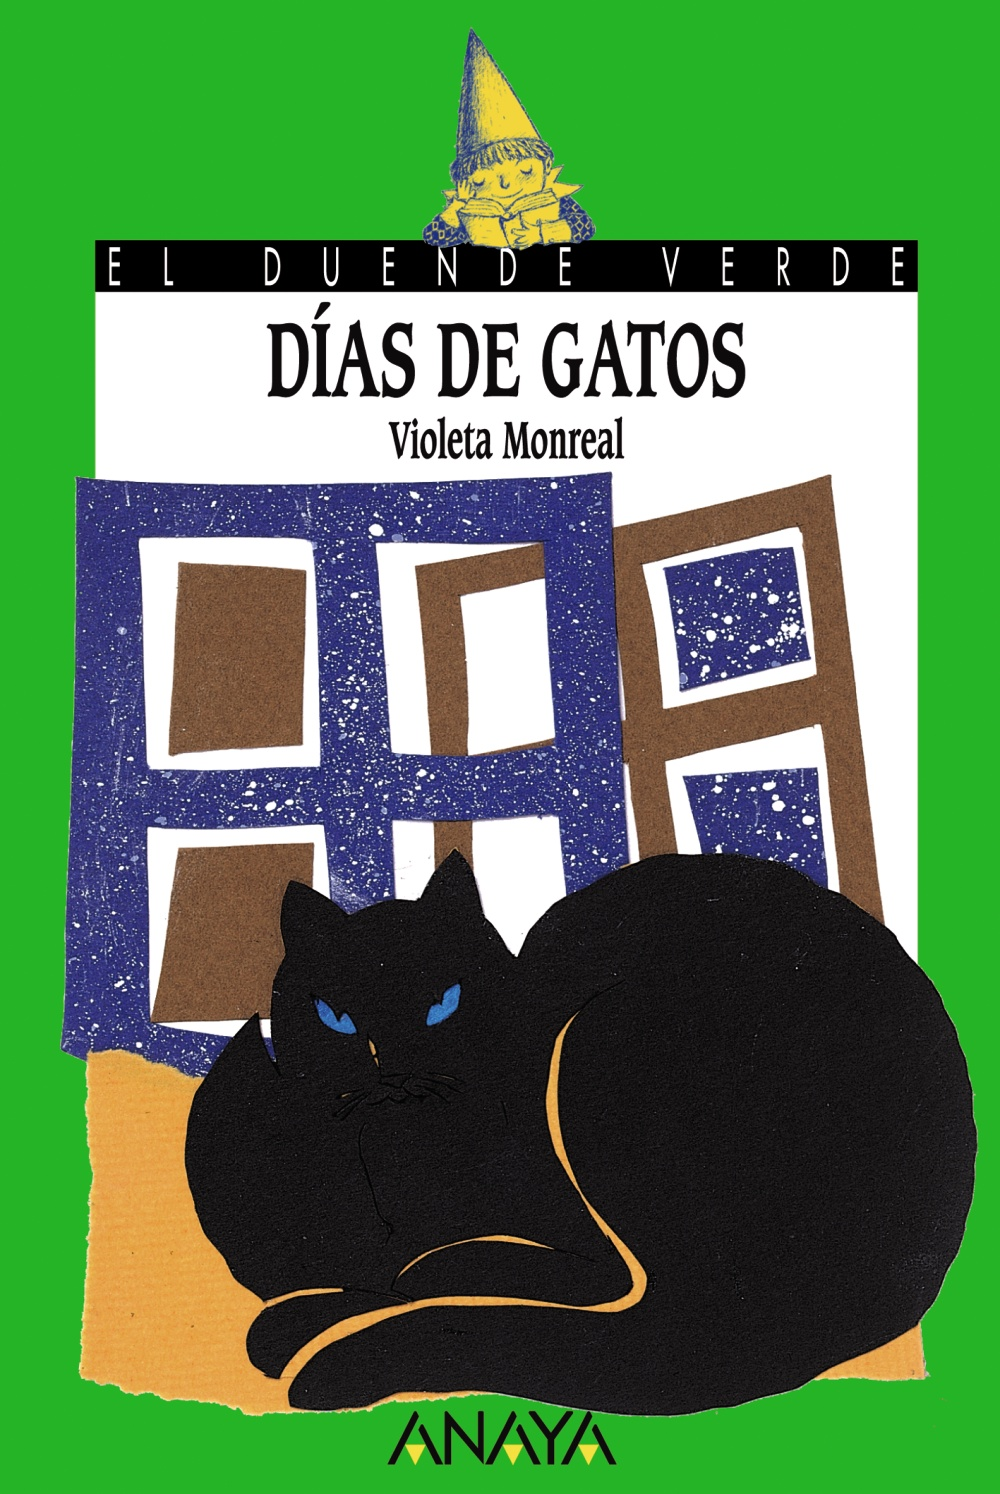 EL DUENDE VERDE
DÍAS DE GATOS
Violeta Monreal
ANAYA